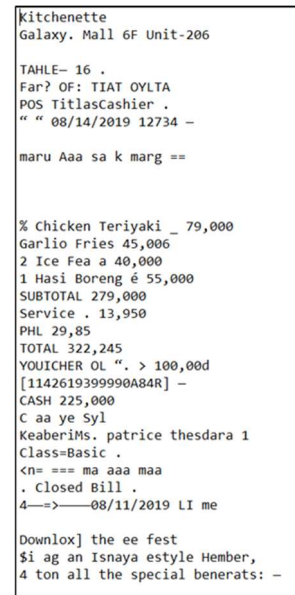 Kitchenette
Galaxy. Mall 6F Unit-206
TAHLE— 16 .
Far? OF: TIAT OYLTA
POS TitlasCashier .
“ “ 08/14/2019 12734 —
maru Aaa sa k marg ==
% Chicken Teriyaki _ 79,000
Garlio Fries 45,006
2 Ice Fea a 40,000
1 Hasi Boreng é 55,000
SUBTOTAL 279,000
Service . 13,950
PHL 29,85
TOTAL 322,245
YOUICHER OL “. > 100,00d
[1142619399990A84R] —
CASH 225,000
C aa ye Syl
KeaberiMs. patrice thesdara 1
Class=Basic .
<n= === ma aaa maa
. Closed Bill .
4——=>————08/11/2019 LI me
Downlox] the ee fest
$i ag an Isnaya estyle Hember,
4 ton all the special benerats: —